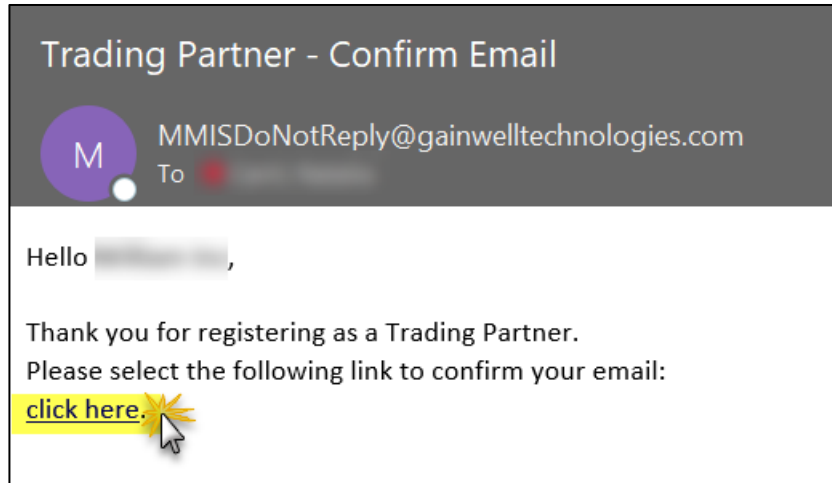 Trading Partner - Confirm Email
M
MMISDoNotReply@gainwelltechnologies.com
To
Hello ,
Thank you for registering as a Trading Partner.
Please select the following link to confirm your email:
click here.